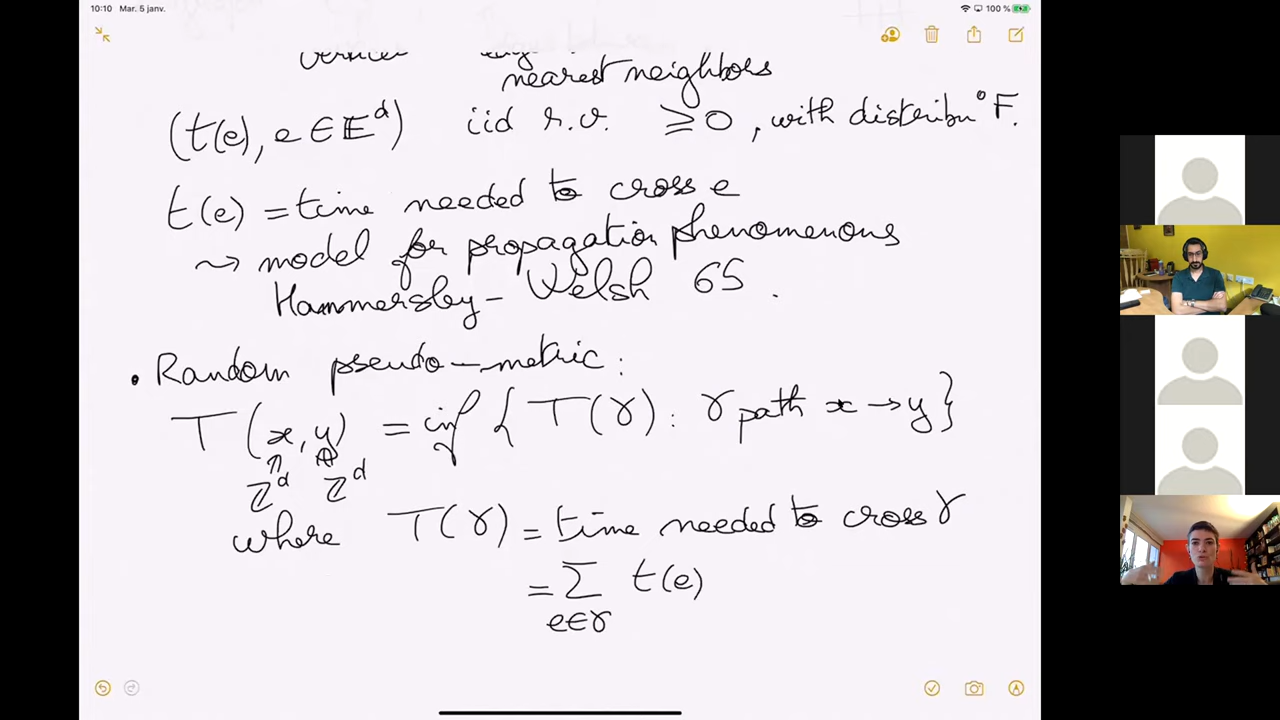 10:10 Mar. 5 janv.
100 %
nearest neighbors
(t(e), e ∈ 𝔼^d) iid r.v. ≥0, with distribu° F.
t(e) = time needed to cross e
⤳ model for propagation phenomenons
Hammersley – Welsh 65.
• Random pseudo-metric:
T(x, y) = inf { T(γ): γ path x → y}
ℤ^d ℤ^d
where T(γ) = time needed to cross γ
= ∑ t(e)
e∈γ